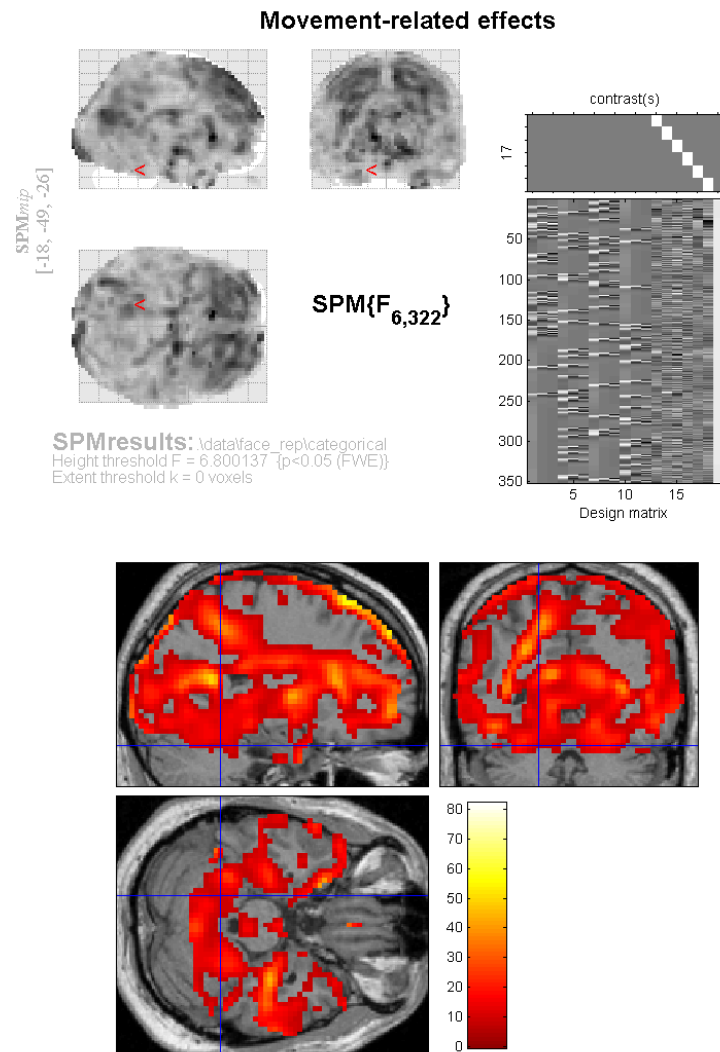 Movement-related effects
SPMmip
[-18, -49, -26]
<
<
<
SPM{F6,322}
contrast(s)
17
50
100
150
200
250
300
350
5 10 15
Design matrix
SPMresults: .\data\face_rep\categorical
Height threshold F = 6.800137 {p<0.05 (FWE)}
Extent threshold k = 0 voxels
80
70
60
50
40
30
20
10
0